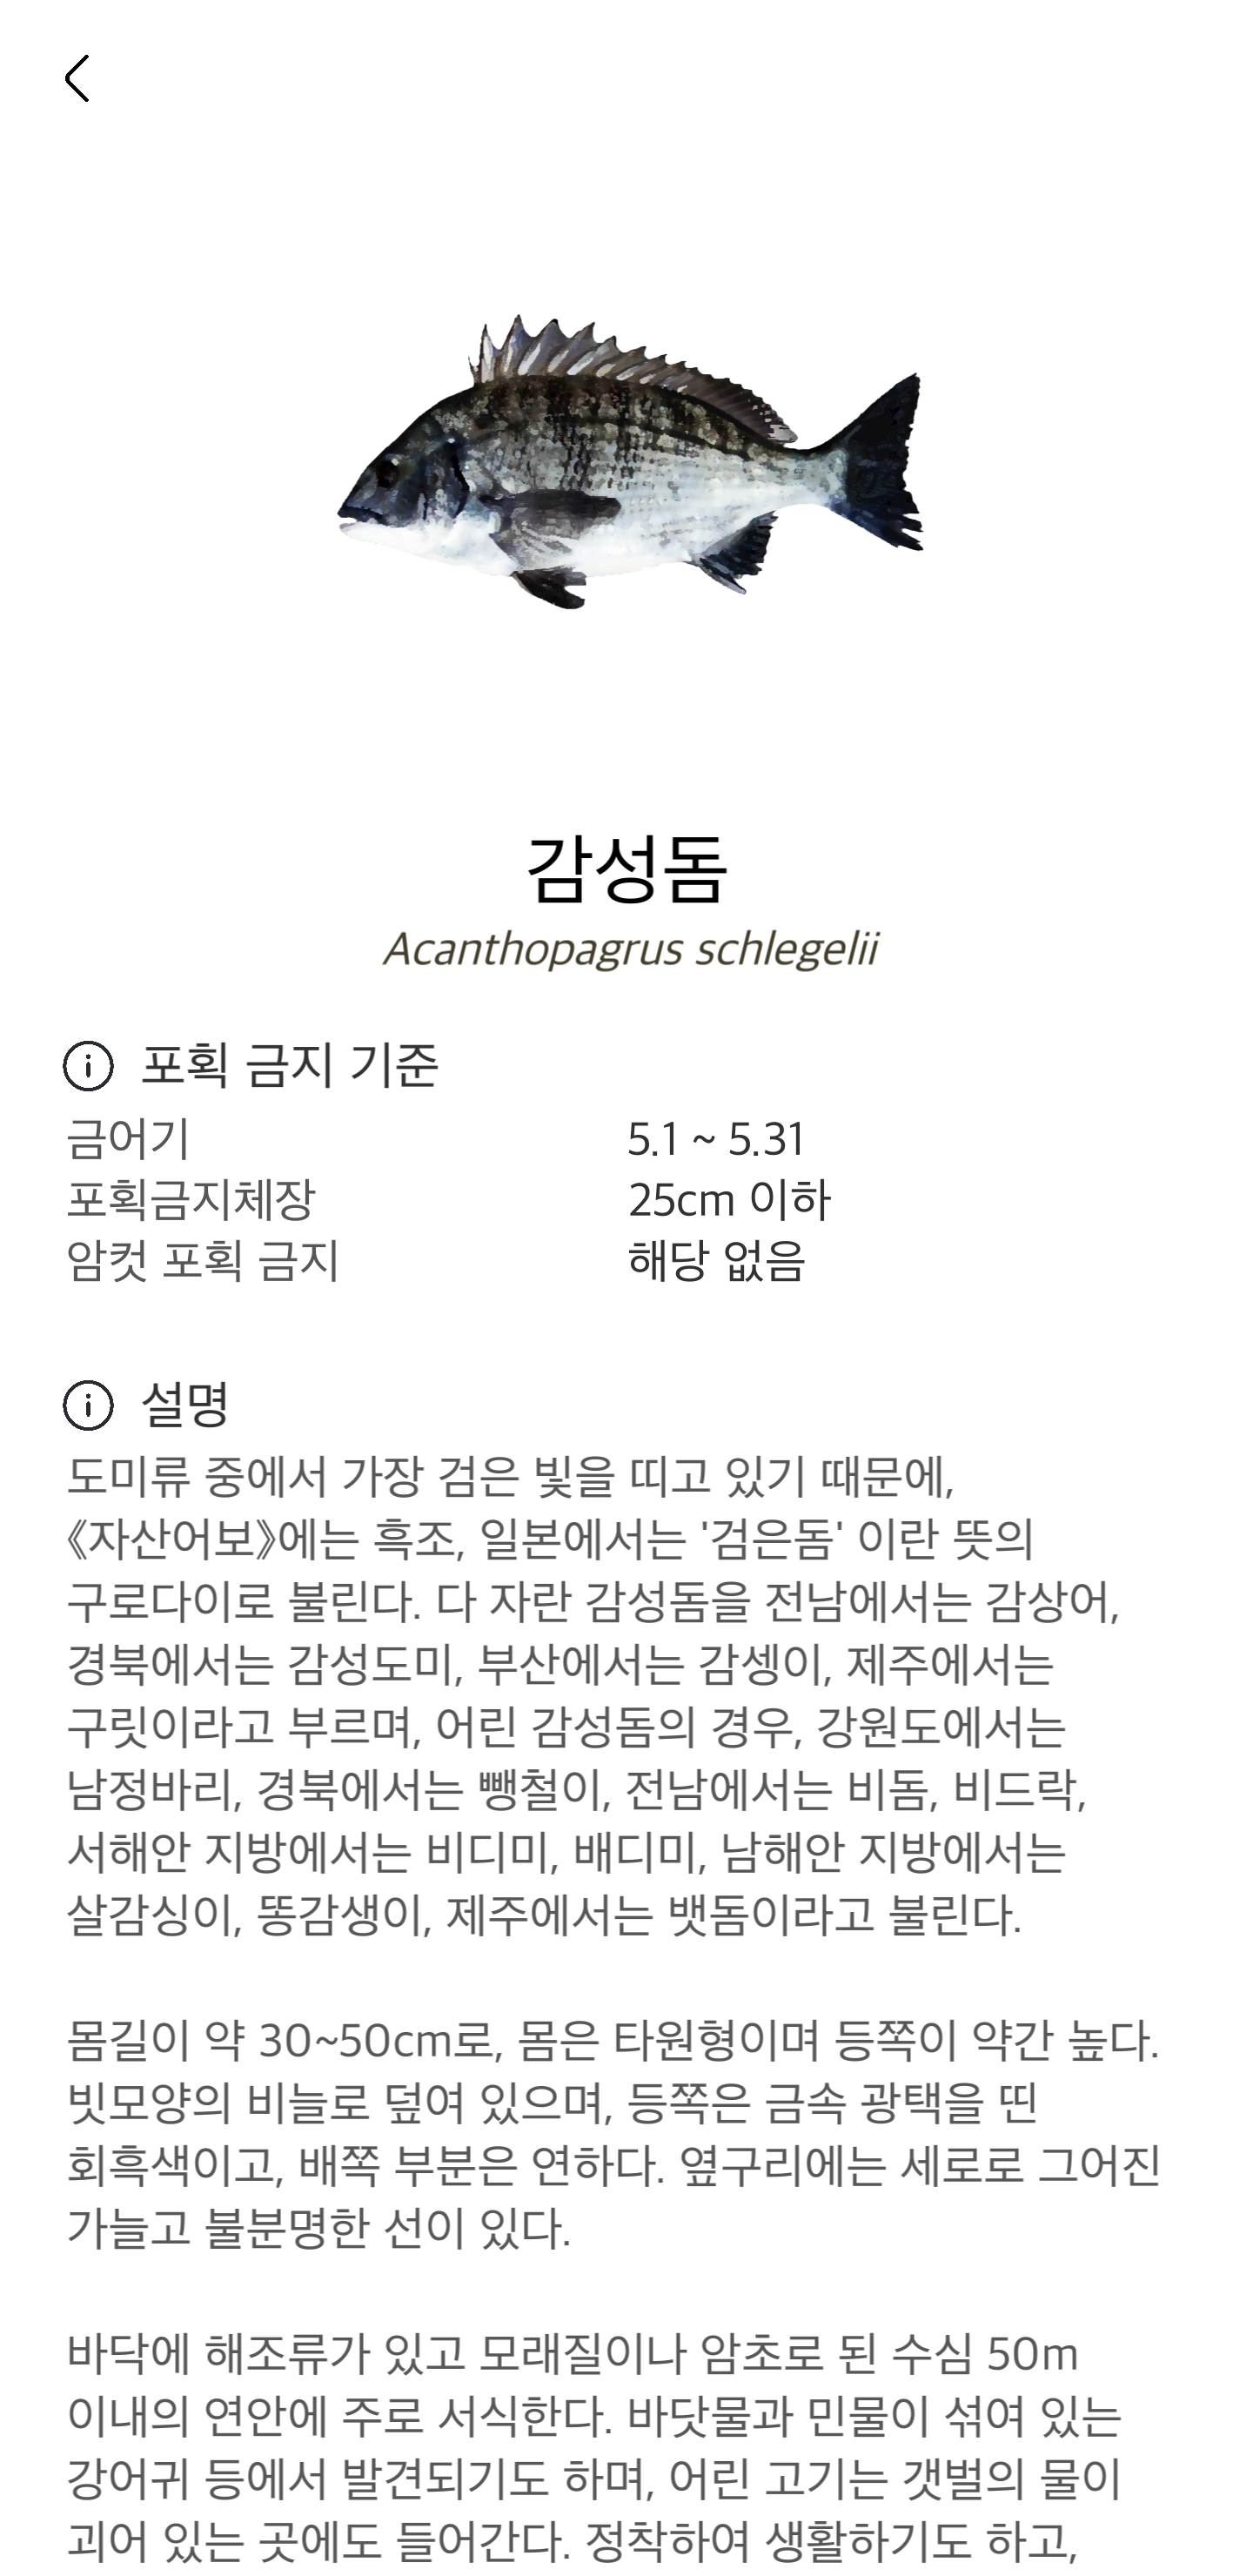 감성돔
Acanthopagrus schlegelii
포획 금지 기준
금어기 5.1 ~ 5.31
포획금지체장 25cm 이하
암컷 포획 금지 해당 없음
설명
도미류 중에서 가장 검은 빛을 띠고 있기 때문에,
《자산어보》에는 흑조, 일본에서는 '검은돔' 이란 뜻의
구로다이로 불린다. 다 자란 감성돔을 전남에서는 감상어,
경북에서는 감성도미, 부산에서는 감셍이, 제주에서는
구릿이라고 부르며, 어린 감성돔의 경우, 강원도에서는
남정바리, 경북에서는 뺑철이, 전남에서는 비돔, 비드락,
서해안 지방에서는 비디미, 배디미, 남해안 지방에서는
살감싱이, 똥감생이, 제주에서는 뱃돔이라고 불린다.
몸길이 약 30~50cm로, 몸은 타원형이며 등쪽이 약간 높다.
빗모양의 비늘로 덮여 있으며, 등쪽은 금속 광택을 띤
회흑색이고, 배쪽 부분은 연하다. 옆구리에는 세로로 그어진
가늘고 불분명한 선이 있다.
바닥에 해조류가 있고 모래질이나 암초로 된 수심 50m
이내의 연안에 주로 서식한다. 바닷물과 민물이 섞여 있는
강어귀 등에서 발견되기도 하며, 어린 고기는 갯벌의 물이
괴어 있는 곳에도 들어간다. 정착하여 생활하기도 하고,